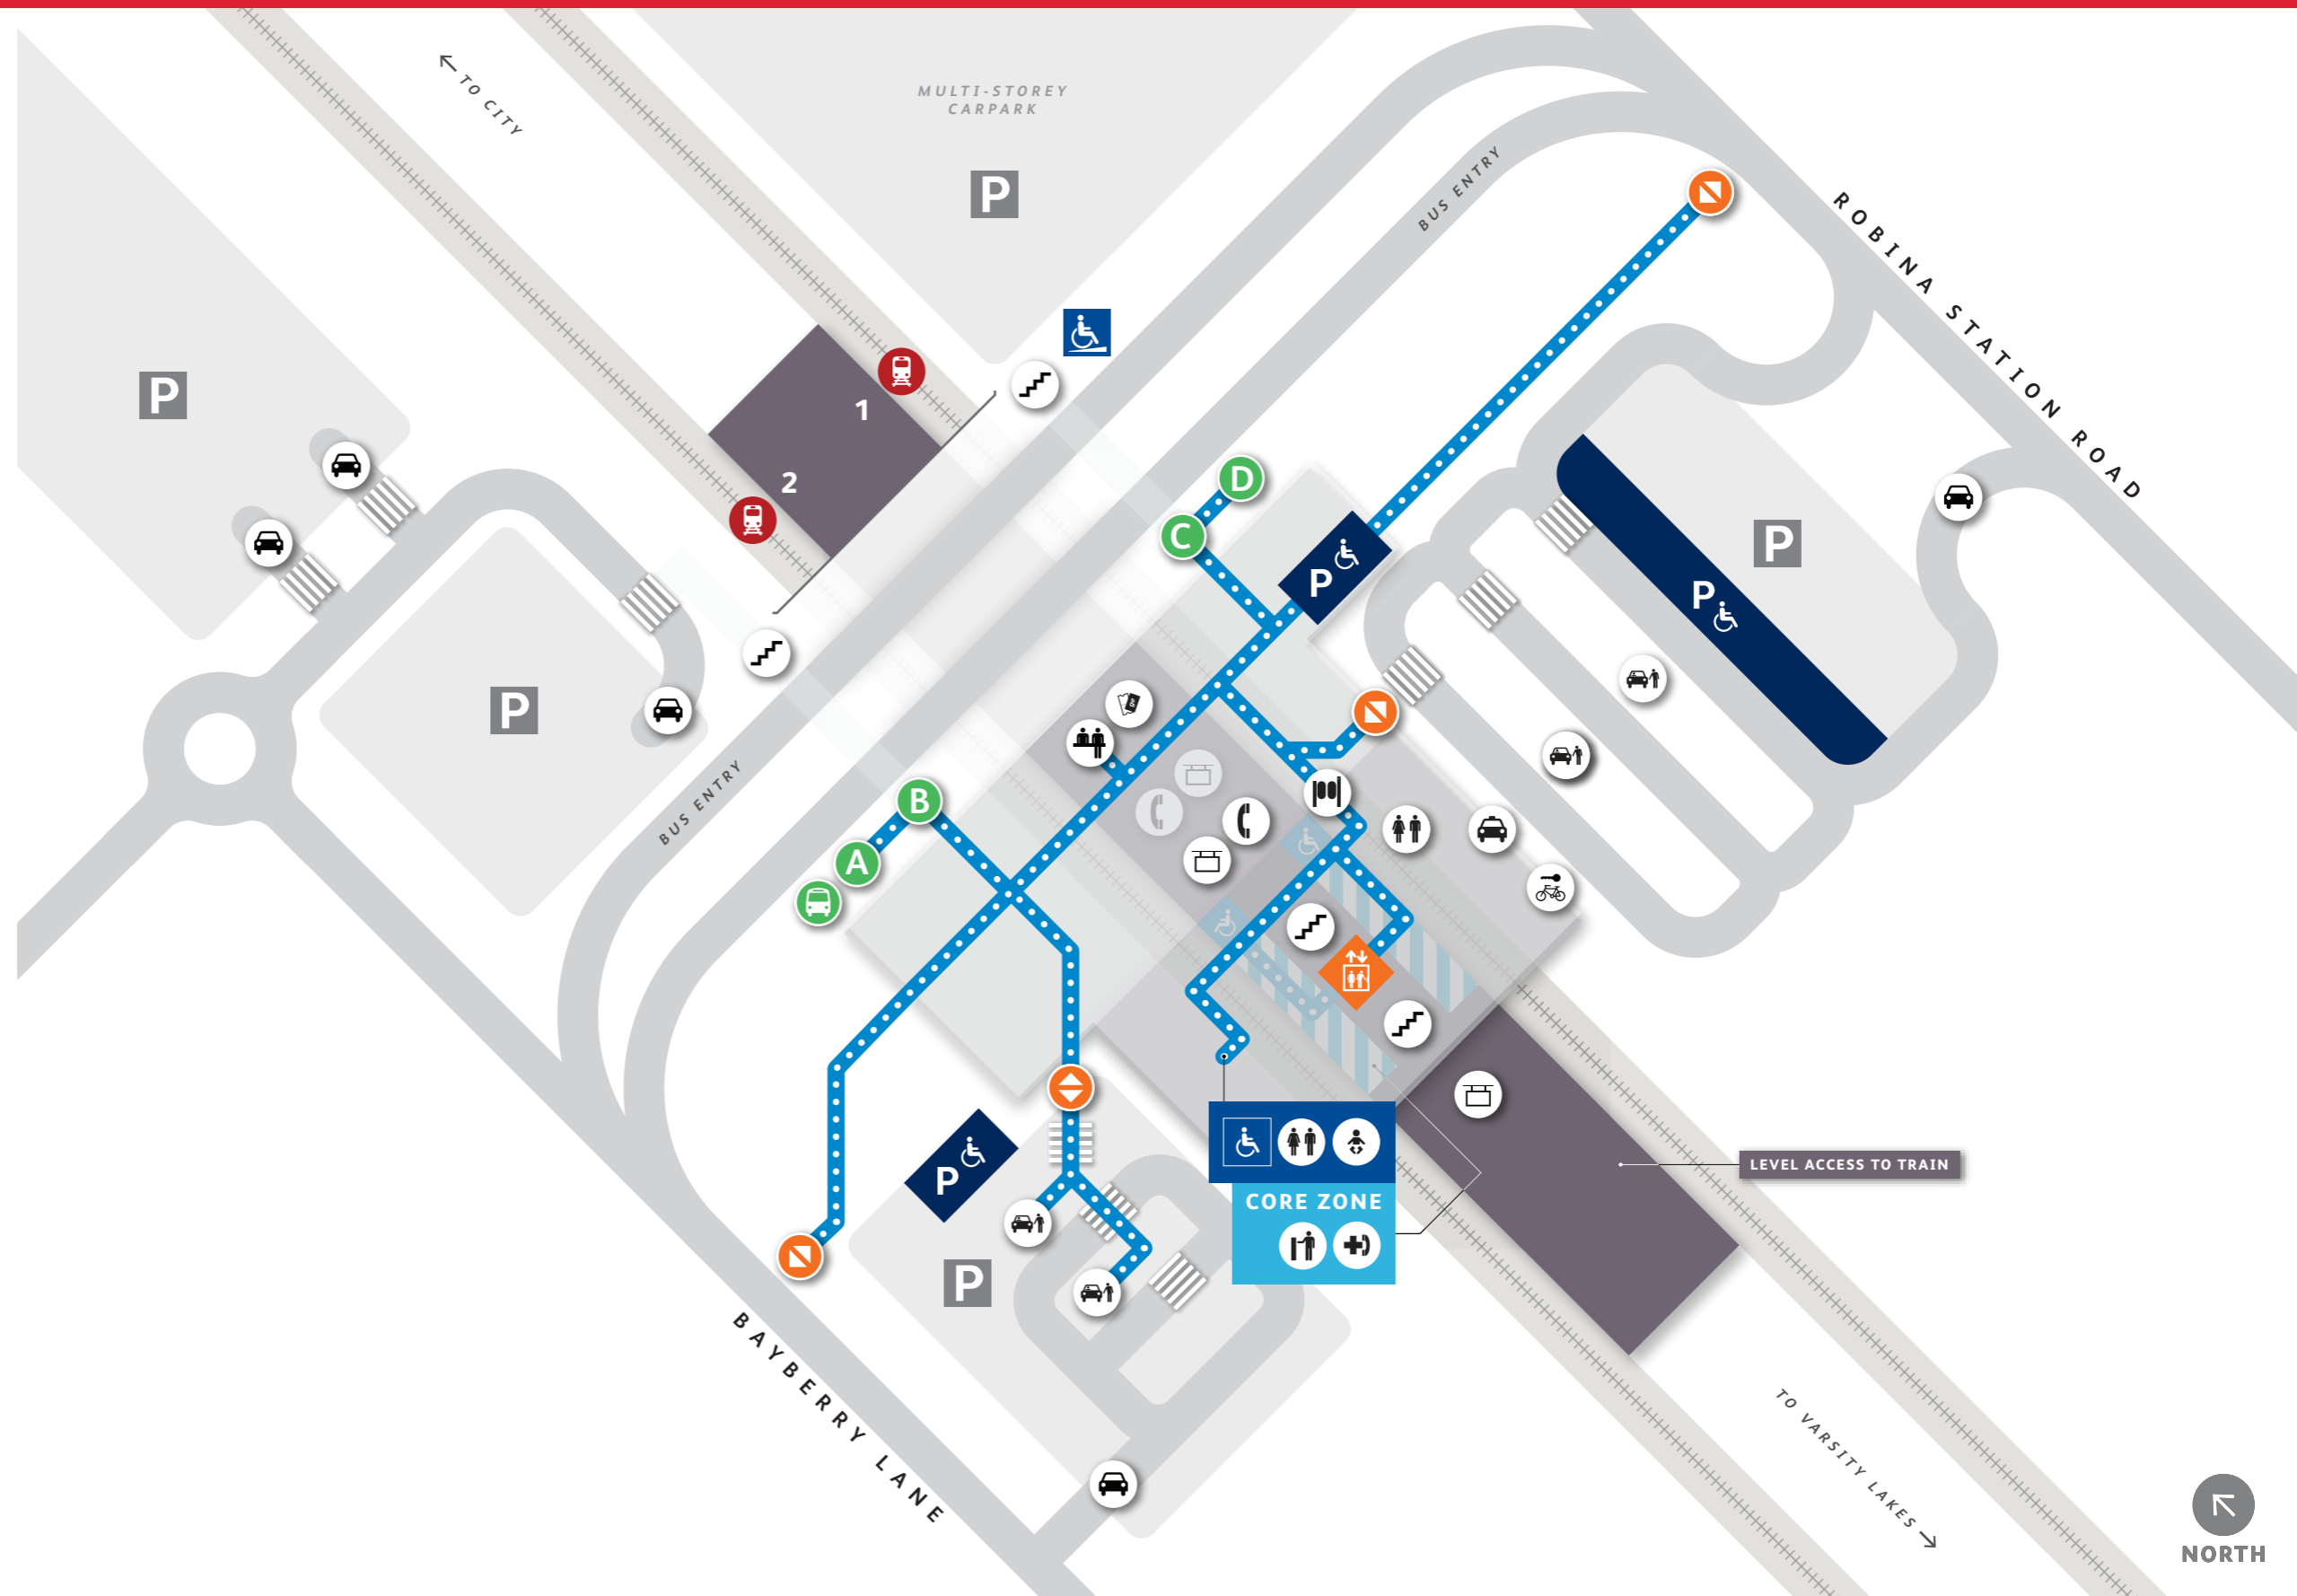 TO CITY
MULTI-STOREY
CARPARK
P
BUS ENTRY
ROBINA STATION ROAD
P
1
2
D
C
P
P
P
P
BUS ENTRY
B
A
LEVEL ACCESS TO TRAIN
P
CORE ZONE
P
BAYBERRY LANE
TO VARSITY LAKES
NORTH